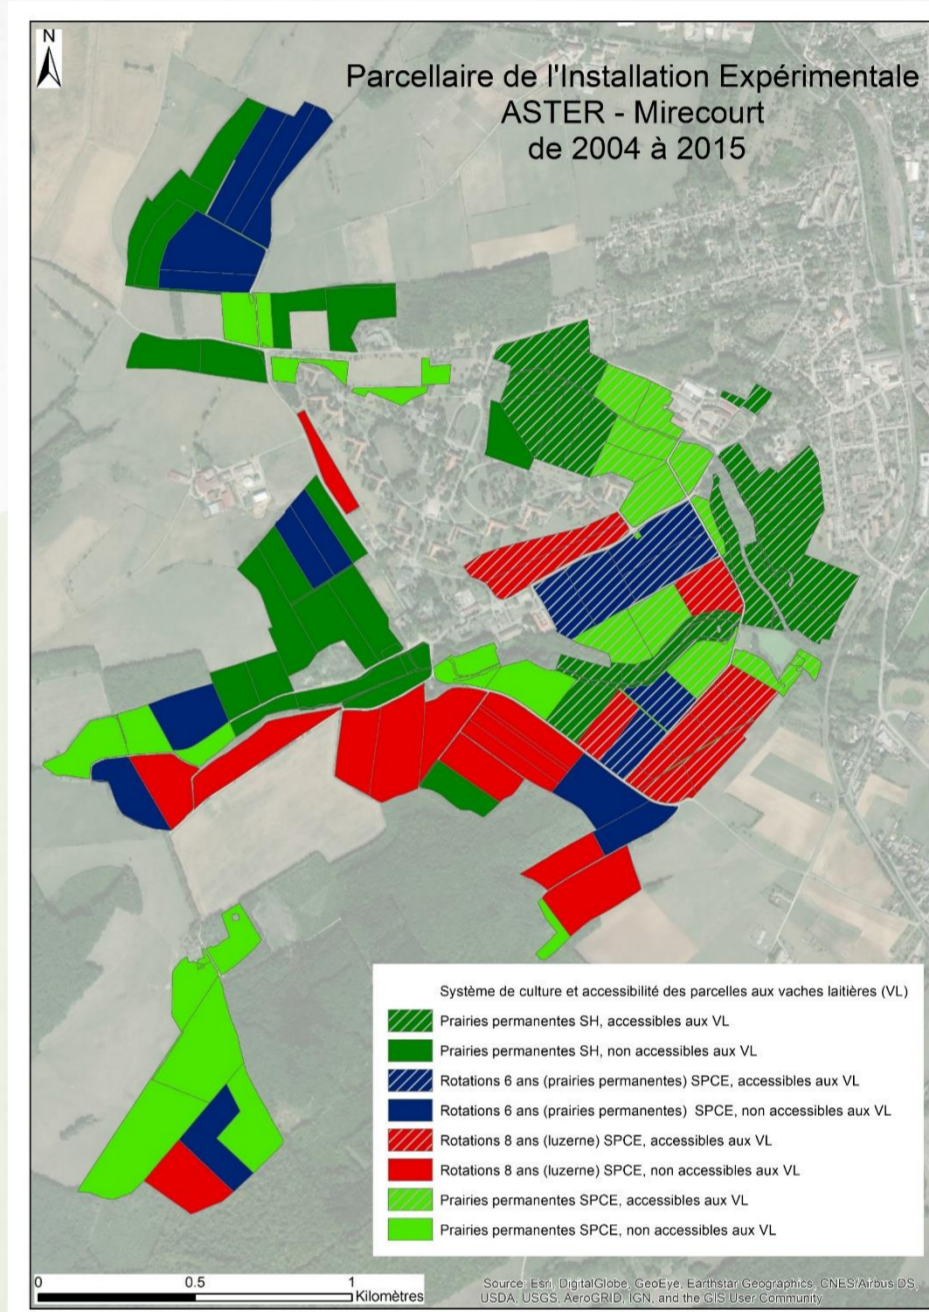 N
Parcellaire de l'Installation Expérimentale
ASTER - Mirecourt
de 2004 à 2015
Système de culture et accessibilité des parcelles aux vaches laitières (VL)
Prairies permanentes SH, accessibles aux VL
Prairies permanentes SH, non accessibles aux VL
Rotations 6 ans (prairies permanentes) SPCE, accessibles aux VL
Rotations 6 ans (prairies permanentes) SPCE, non accessibles aux VL
Rotations 8 ans (luzerne) SPCE, accessibles aux VL
Rotations 8 ans (luzerne) SPCE, non accessibles aux VL
Prairies permanentes SPCE, accessibles aux VL
Prairies permanentes SPCE, non accessibles aux VL
0 0.5 1
Kilomètres
Source: Esri, DigitalGlobe, GeoEye, Earthstar Geographics, CNES/Airbus DS,
USDA, USGS, AeroGRID, IGN, and the GIS User Community